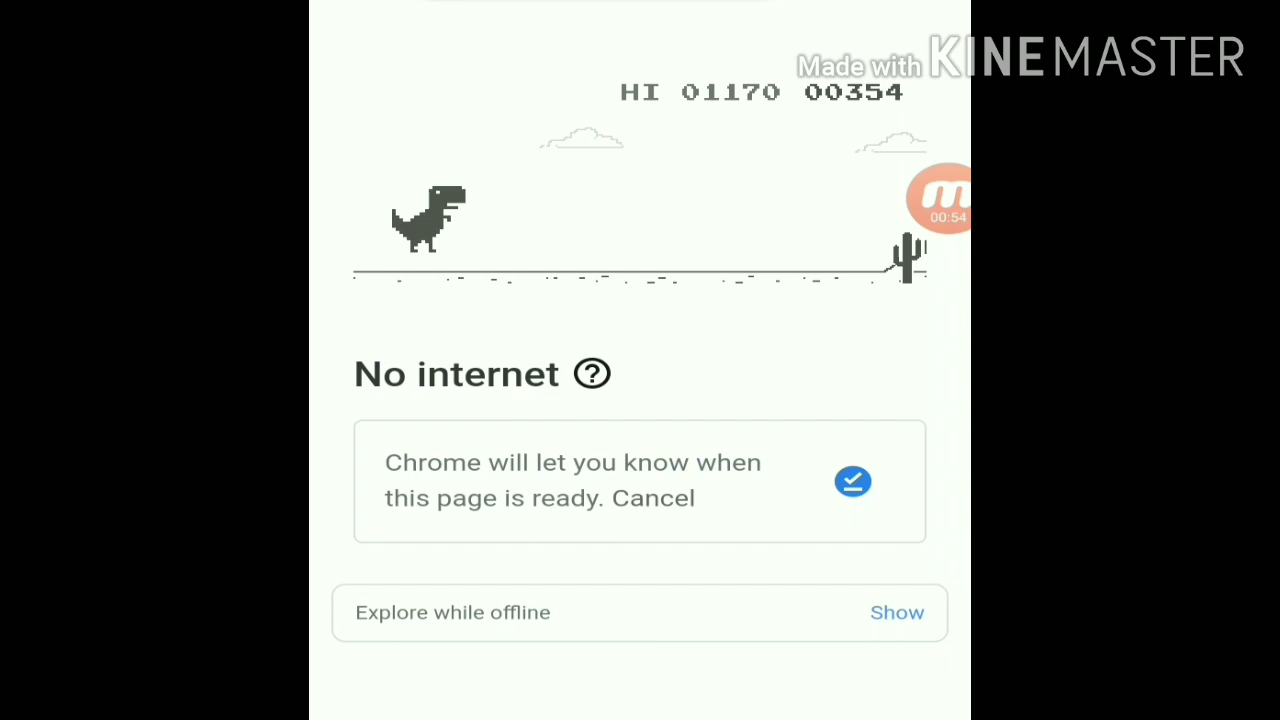 Made with KINEMASTER
HI 01170 00354
00:54
No internet
Chrome will let you know when
this page is ready. Cancel
Explore while offline Show